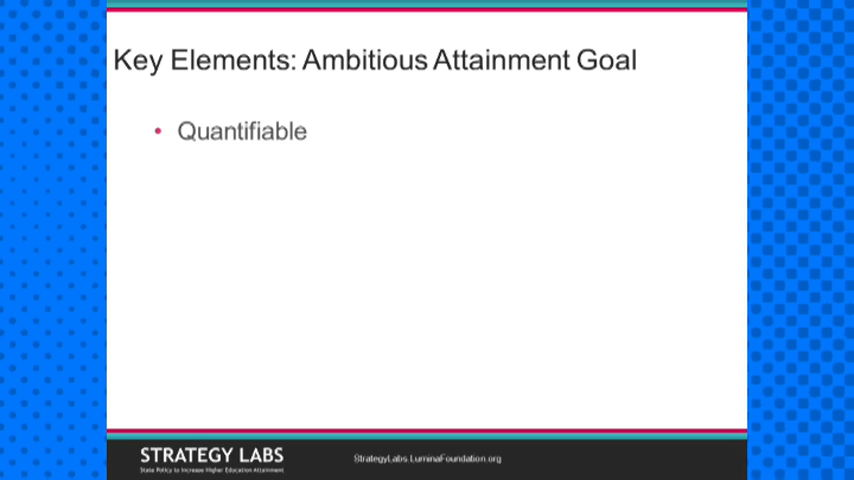 Key Elements: Ambitious Attainment Goal
• Quantifiable
STRATEGY LABS
State Policy to Increase Higher Education Attainment
StrategyLabs.LuminaFoundation.org